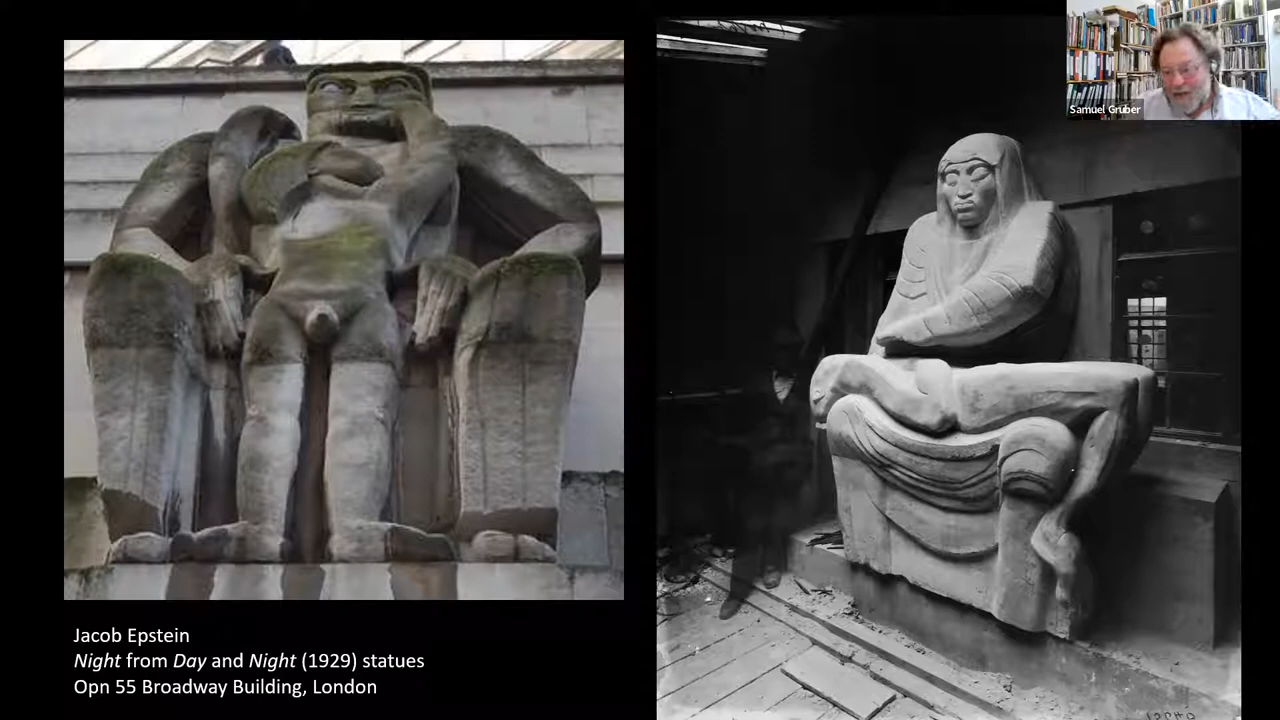 Samuel Gruber
Jacob Epstein
Night from Day and Night (1929) statues
Opn 55 Broadway Building, London